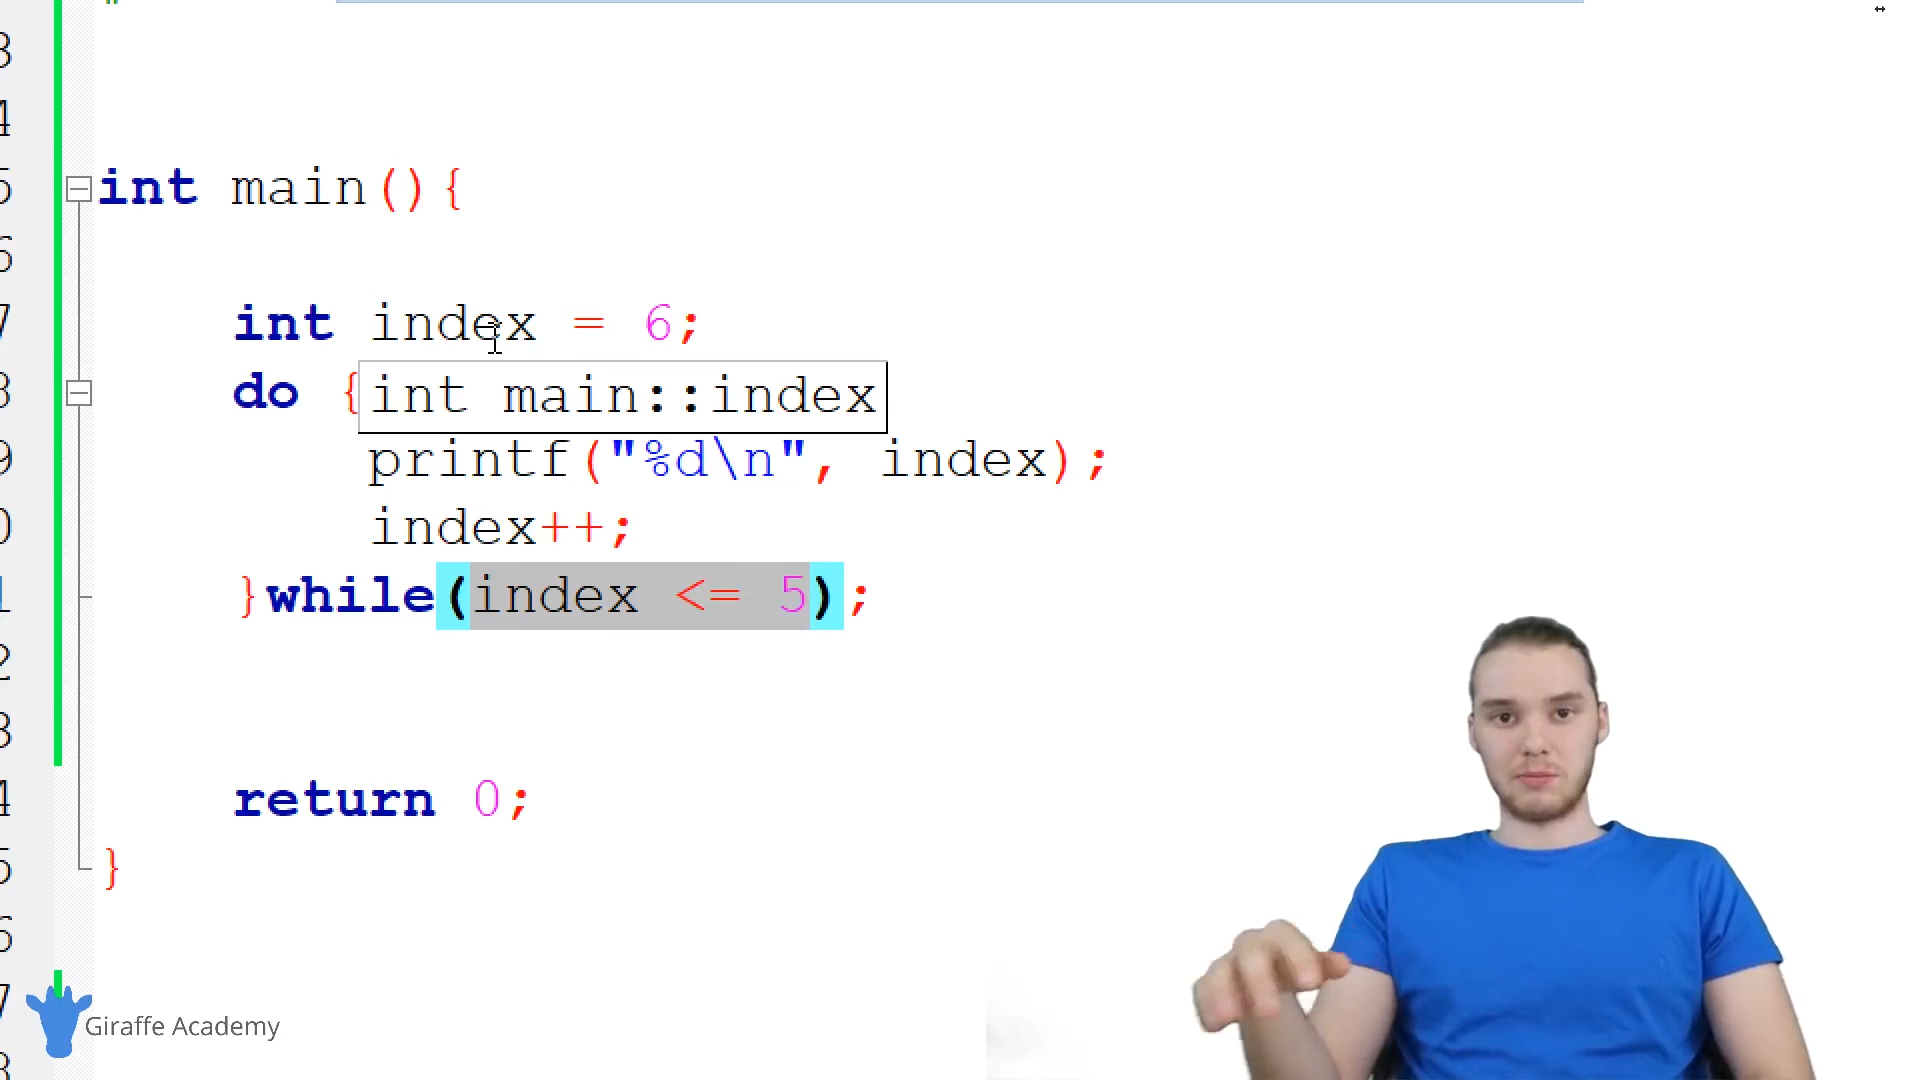 int main(){
int index = 6;
do {
int main::index
printf("%d\n", index);
index++;
}while(index <= 5);
return 0;
}
Giraffe Academy